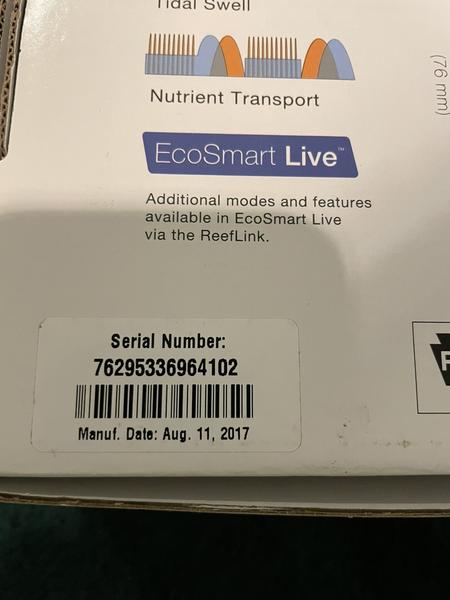 Tidal Swell
(76 mm)
Nutrient Transport
EcoSmart Live™
Additional modes and features
available in EcoSmart Live
via the ReefLink.
Serial Number:
76295336964102
Manuf. Date: Aug. 11, 2017